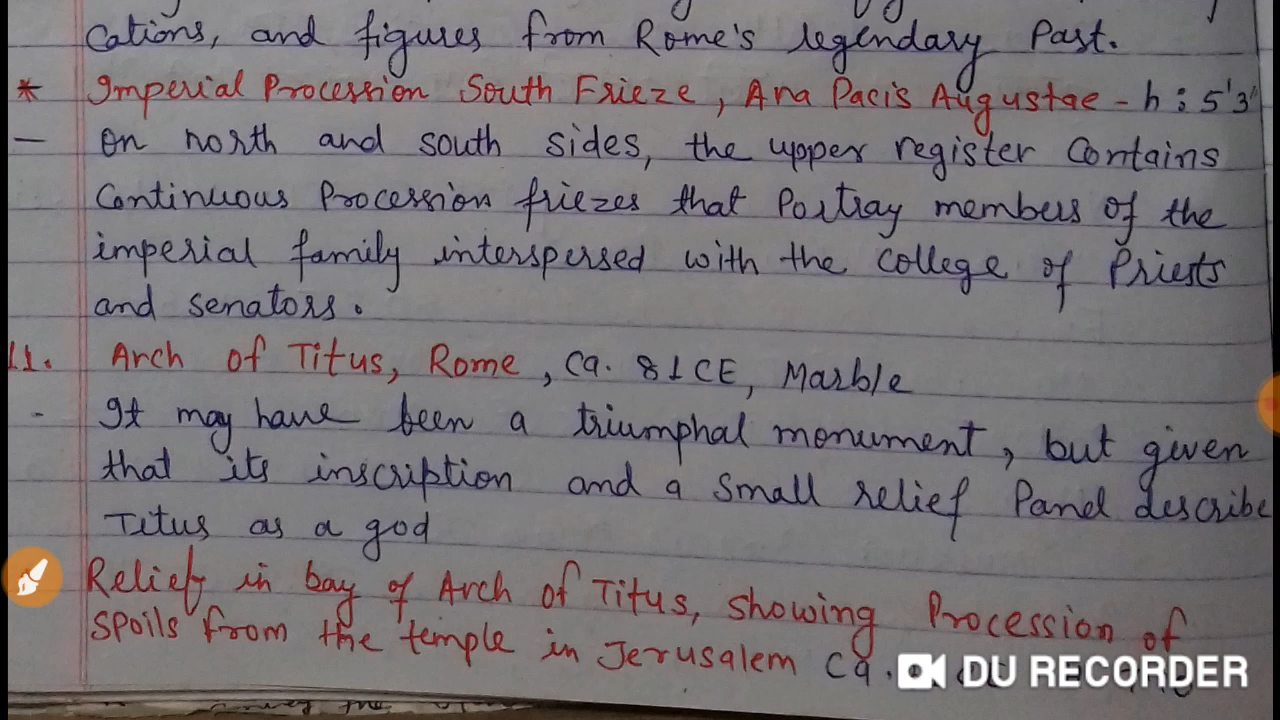 cations, and figures from Rome's legendary Past.
* Imperial Procession South Frieze, Ara Pacis Augustae - h: 5'3"
— On north and south sides, the upper register contains
continuous Procession friezes that Portray members of the
imperial family interspersed with the college of Priests
and senators.
11. Arch of Titus, Rome, ca. 81 CE, Marble
- It may have been a triumphal monument, but given
that its inscription and a small relief Panel describe
Titus as a god
Relief in bay of Arch of Titus, showing Procession of
spoils from the temple in Jerusalem ca.
DU RECORDER